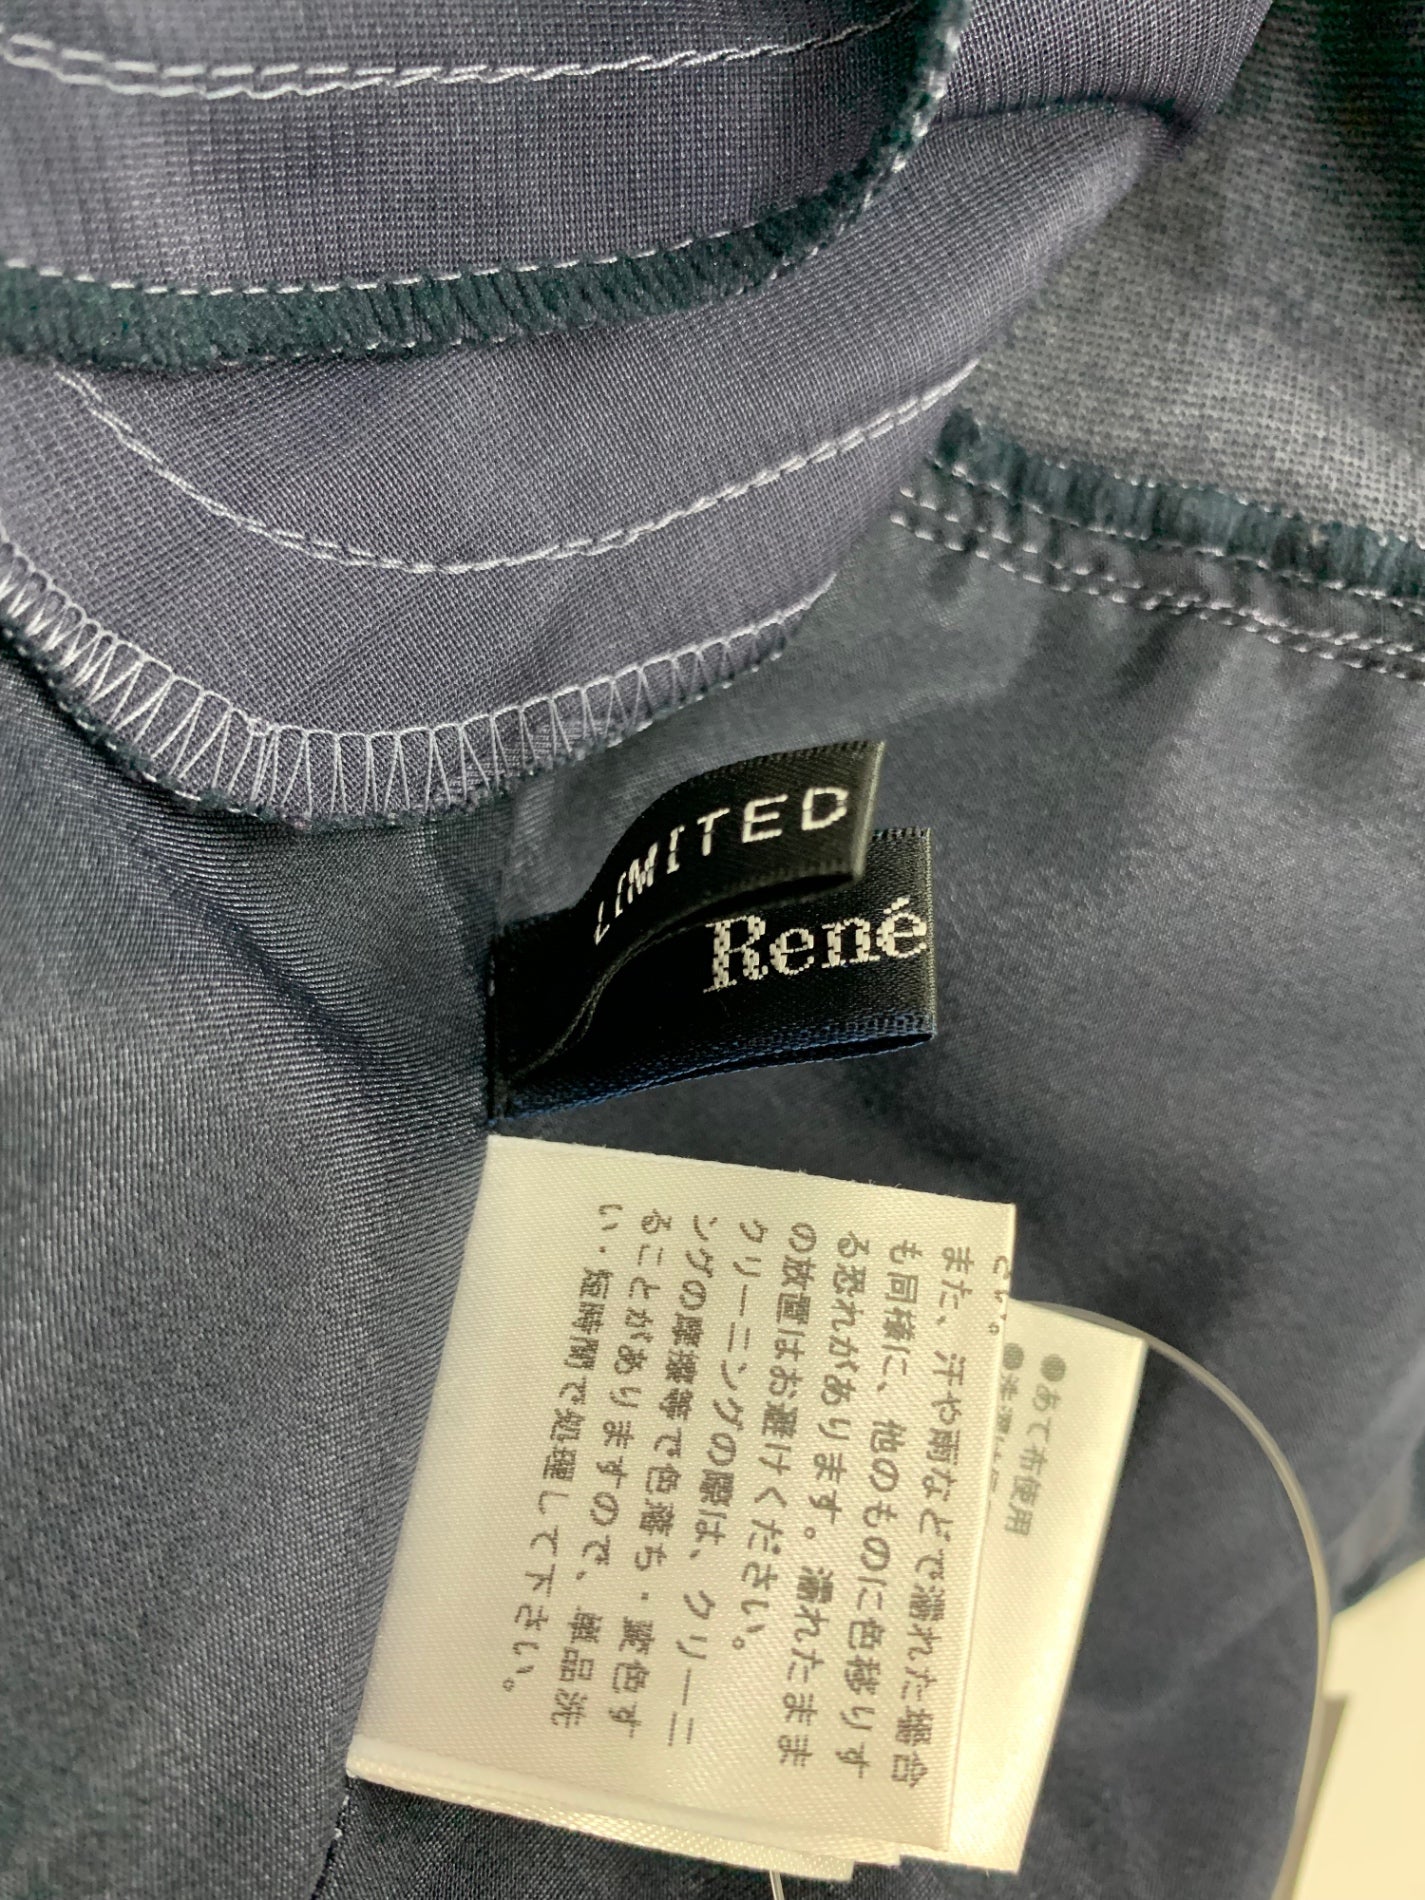 LIMITED
René
さい。
また、汗や雨などで濡れた場合
も同様に、他のものに色移りす
る恐れがあります。濡れたまま
の放置はお避けください。
クリーニングの際は、クリーニ
ングの摩擦等で色落ち・変色す
ることがありますので、単品洗
い・短時間で処理して下さい。
●あて布使用